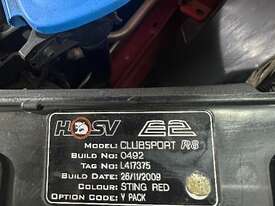 HSV E2
MODEL: CLUBSPORT R8
BUILD NO: 0492
TAG NO: L417375
BUILD DATE: 26/11/2009
COLOUR: STING RED
OPTION CODE: V PACK